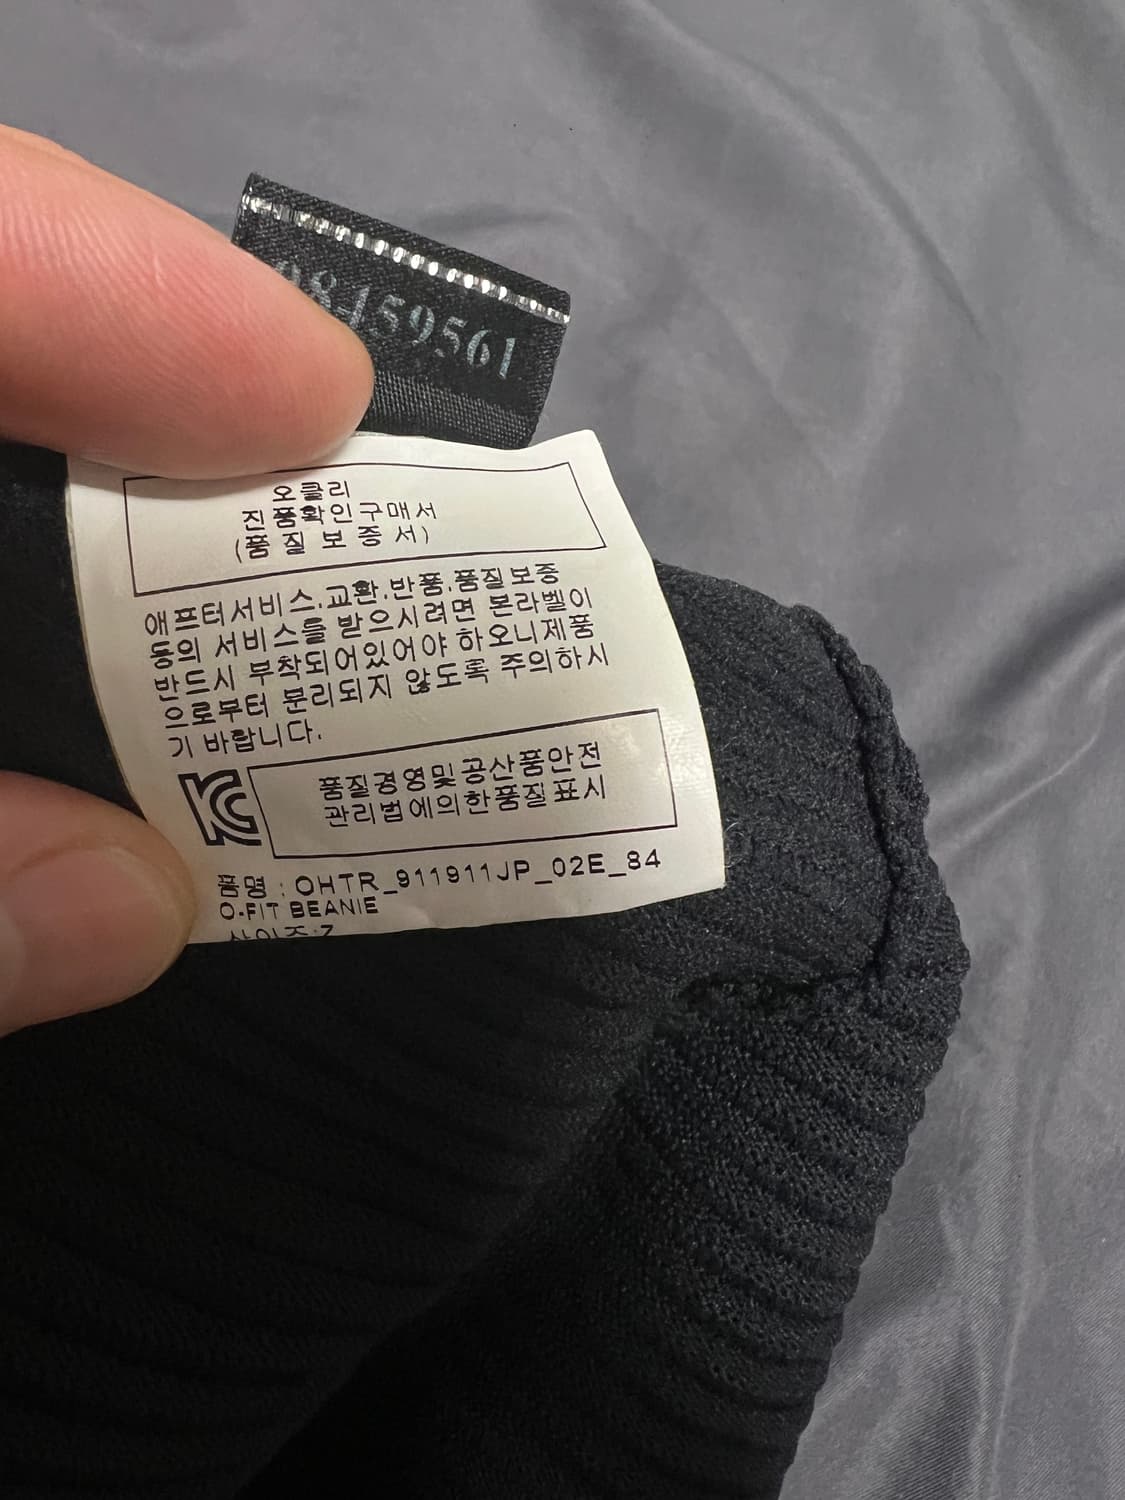 8459561
오클리
진품확인구매서
(품 질 보 증 서)
애프터서비스.교환.반품.품질보증
등의 서비스를 받으시려면 본라벨이
반드시 부착되어있어야 하오니제품
으로부터 분리되지 않도록 주의하시
기 바랍니다.
KC
품질경영및공산품안전
관리법에의한품질표시
품명 : OHTR_911911JP_02E_84
O-FIT BEANIE